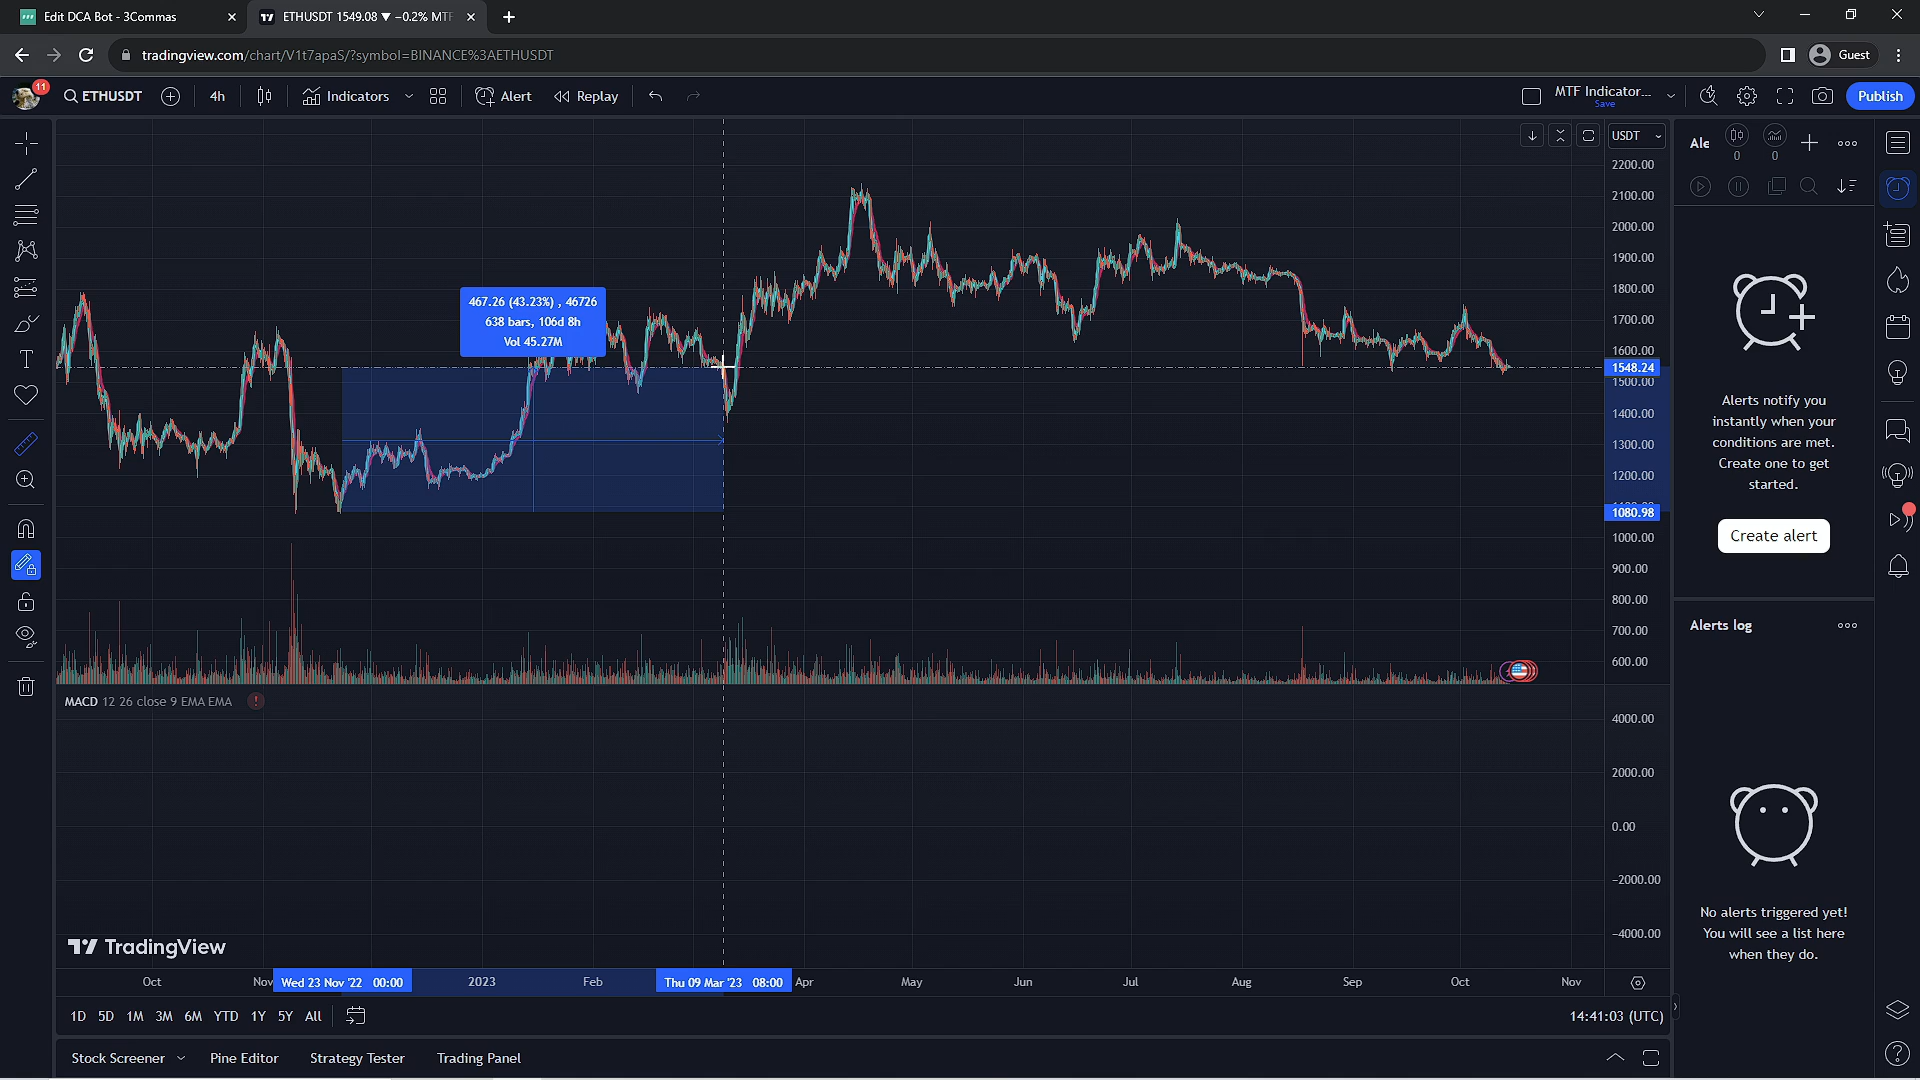 Edit DCA Bot - 3Commas
ETHUSDT 1549.08 ▼ −0.2% MTF
tradingview.com/chart/V1t7apaS/?symbol=BINANCE%3AETHUSDT
Guest
11
ETHUSDT
4h
Indicators
Alert
Replay
MTF Indicator...
Save
Publish
USDT
2200.00
2100.00
2000.00
1900.00
1800.00
1700.00
1600.00
1548.24
1500.00
1400.00
1300.00
1200.00
1080.98
1000.00
900.00
800.00
700.00
600.00
467.26 (43.23%) , 46726
638 bars, 106d 8h
Vol 45.27M
MACD 12 26 close 9 EMA EMA
4000.00
2000.00
0.00
−2000.00
−4000.00
TradingView
Oct
Nov
Wed 23 Nov '22 00:00
2023
Feb
Thu 09 Mar '23 08:00
Apr
May
Jun
Jul
Aug
Sep
Oct
Nov
1D 5D 1M 3M 6M YTD 1Y 5Y All
14:41:03 (UTC)
Stock Screener
Pine Editor
Strategy Tester
Trading Panel
Ale
0
0
Alerts notify you
instantly when your
conditions are met.
Create one to get
started.
Create alert
Alerts log
No alerts triggered yet!
You will see a list here
when they do.